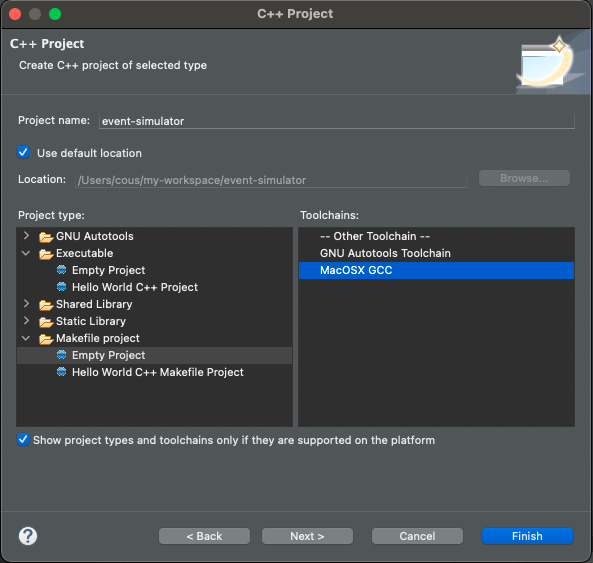 C++ Project
C++ Project
Create C++ project of selected type
Project name: event-simulator
Use default location
Location: /Users/cous/my-workspace/event-simulator Browse...
Project type:
GNU Autotools
Executable
Empty Project
Hello World C++ Project
Shared Library
Static Library
Makefile project
Empty Project
Hello World C++ Makefile Project
Toolchains:
-- Other Toolchain --
GNU Autotools Toolchain
MacOSX GCC
Show project types and toolchains only if they are supported on the platform
? < Back Next > Cancel Finish